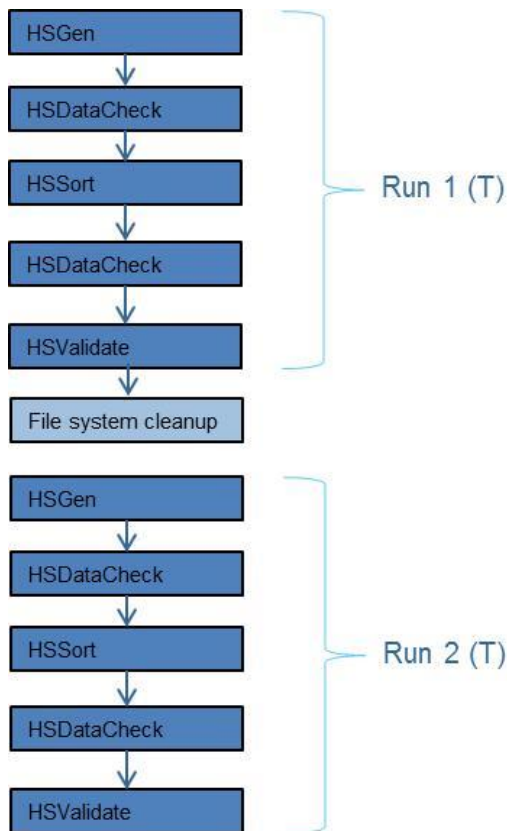 HSGen
HSDataCheck
HSSort
HSDataCheck
HSValidate
Run 1 (T)
File system cleanup
HSGen
HSDataCheck
HSSort
HSDataCheck
HSValidate
Run 2 (T)